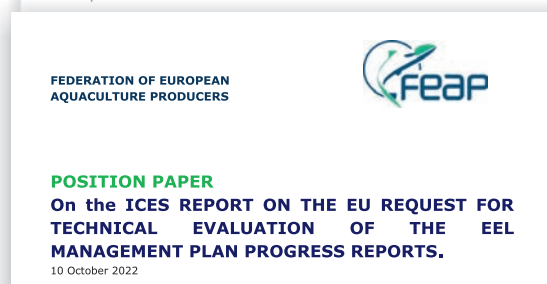 FEDERATION OF EUROPEAN
AQUACULTURE PRODUCERS
FEAP
POSITION PAPER
On the ICES REPORT ON THE EU REQUEST FOR
TECHNICAL EVALUATION OF THE EEL
MANAGEMENT PLAN PROGRESS REPORTS.
10 October 2022